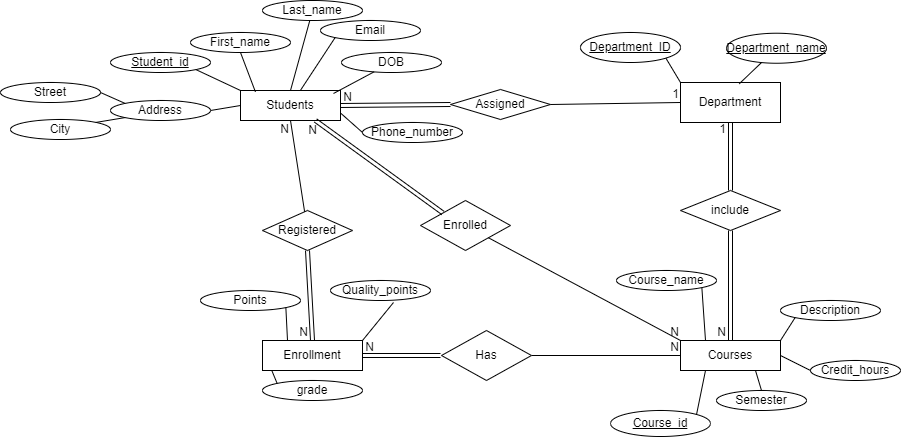 Last_name
Email
First_name
Department_ID
Department_name
Student_id
DOB
Street
Students
N
Assigned
1
Department
Address
City
N
N
Phone_number
1
include
Registered
Enrolled
Course_name
Quality_points
Points
Description
N
N
N
N
N
Enrollment
Has
Courses
Credit_hours
grade
Semester
Course_id